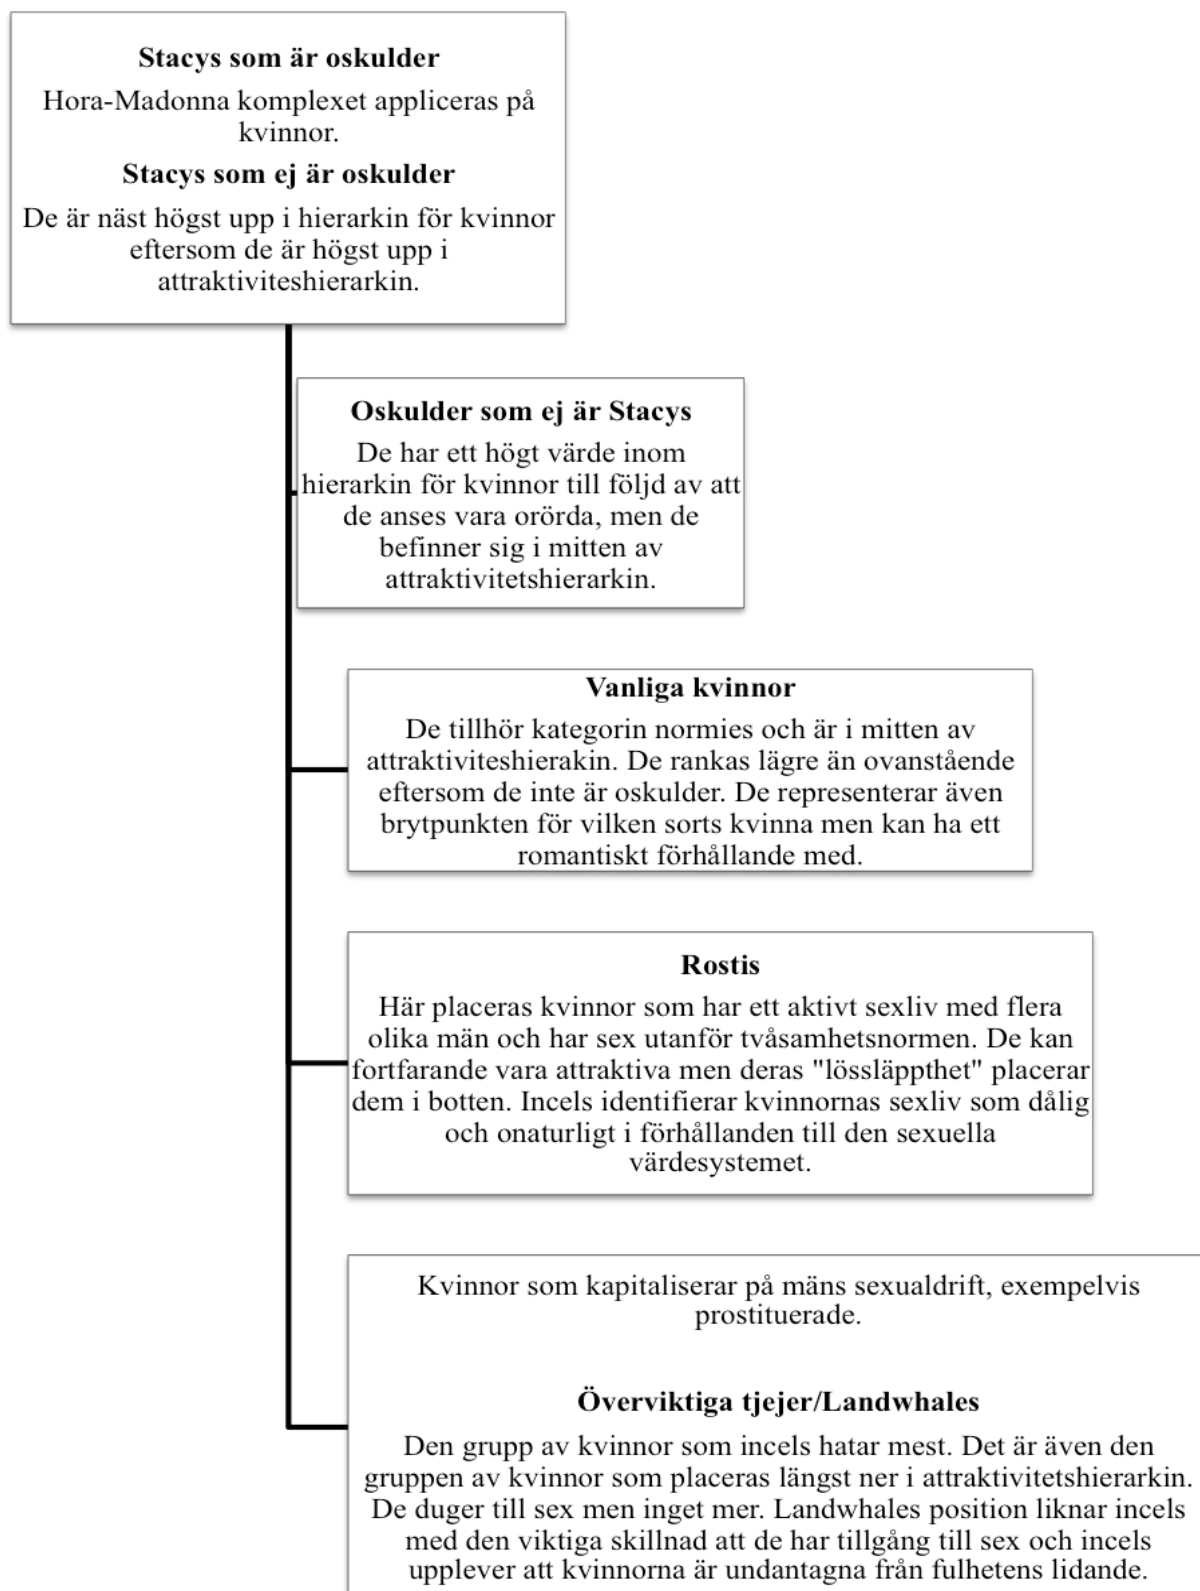 Stacys som är oskulder
Hora-Madonna komplexet appliceras på
kvinnor.
Stacys som ej är oskulder
De är näst högst upp i hierarkin för kvinnor
eftersom de är högst upp i
attraktiviteshierarkin.
Oskulder som ej är Stacys
De har ett högt värde inom
hierarkin för kvinnor till följd av att
de anses vara orörda, men de
befinner sig i mitten av
attraktivitetshierarkin.
Vanliga kvinnor
De tillhör kategorin normies och är i mitten av
attraktiviteshierakin. De rankas lägre än ovanstående
eftersom de inte är oskulder. De representerar även
brytpunkten för vilken sorts kvinna men kan ha ett
romantiskt förhållande med.
Rostis
Här placeras kvinnor som har ett aktivt sexliv med flera
olika män och har sex utanför tvåsamhetsnormen. De kan
fortfarande vara attraktiva men deras "lössläppthet" placerar
dem i botten. Incels identifierar kvinnornas sexliv som dålig
och onaturligt i förhållanden till den sexuella
värdesystemet.
Kvinnor som kapitaliserar på mäns sexualdrift, exempelvis
prostituerade.
Överviktiga tjejer/Landwhales
Den grupp av kvinnor som incels hatar mest. Det är även den
gruppen av kvinnor som placeras längst ner i attraktivitetshierarkin.
De duger till sex men inget mer. Landwhales position liknar incels
med den viktiga skillnad att de har tillgång till sex och incels
upplever att kvinnorna är undantagna från fulhetens lidande.